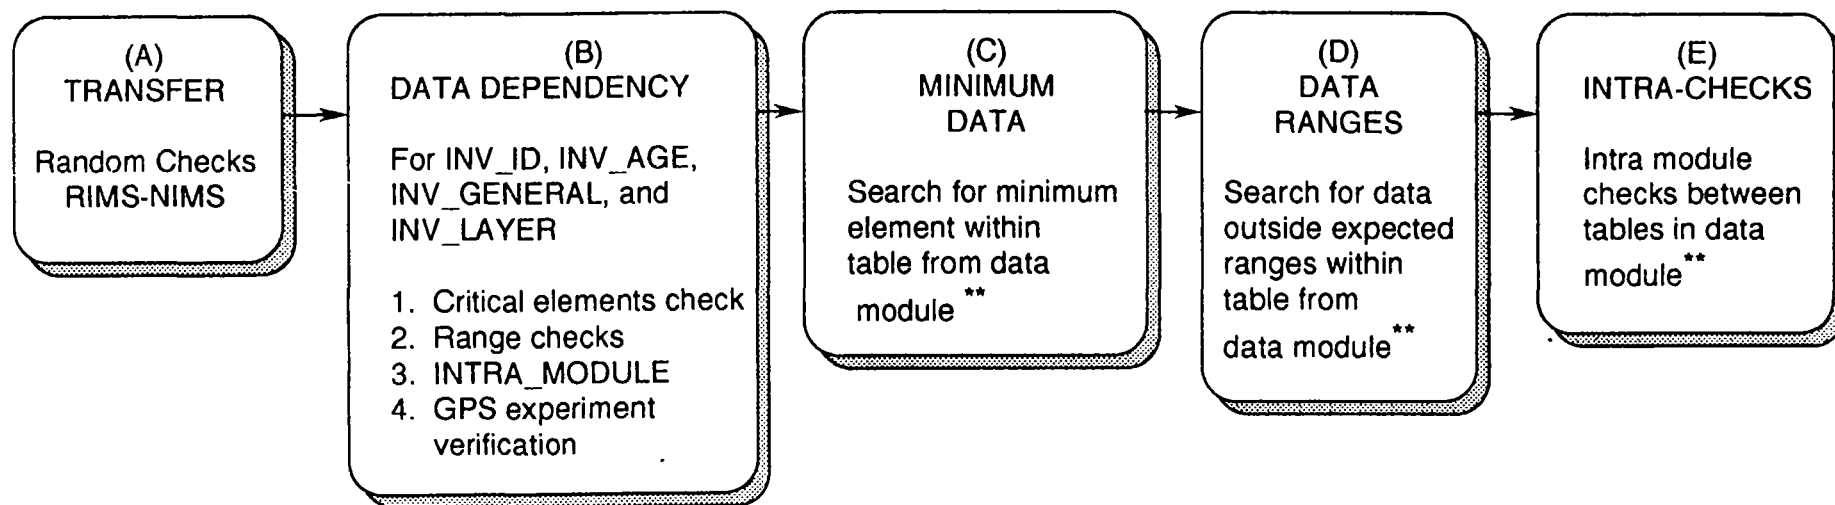 (A)
TRANSFER
Random Checks
RIMS-NIMS
(B)
DATA DEPENDENCY
For INV_ID, INV_AGE,
INV_GENERAL, and
INV_LAYER
1. Critical elements check
2. Range checks
3. INTRA_MODULE
4. GPS experiment
verification
(C)
MINIMUM
DATA
Search for minimum
element within
table from data
module **
(D)
DATA
RANGES
Search for data
outside expected
ranges within
table from
data module **
(E)
INTRA-CHECKS
Intra module
checks between
tables in data
module **